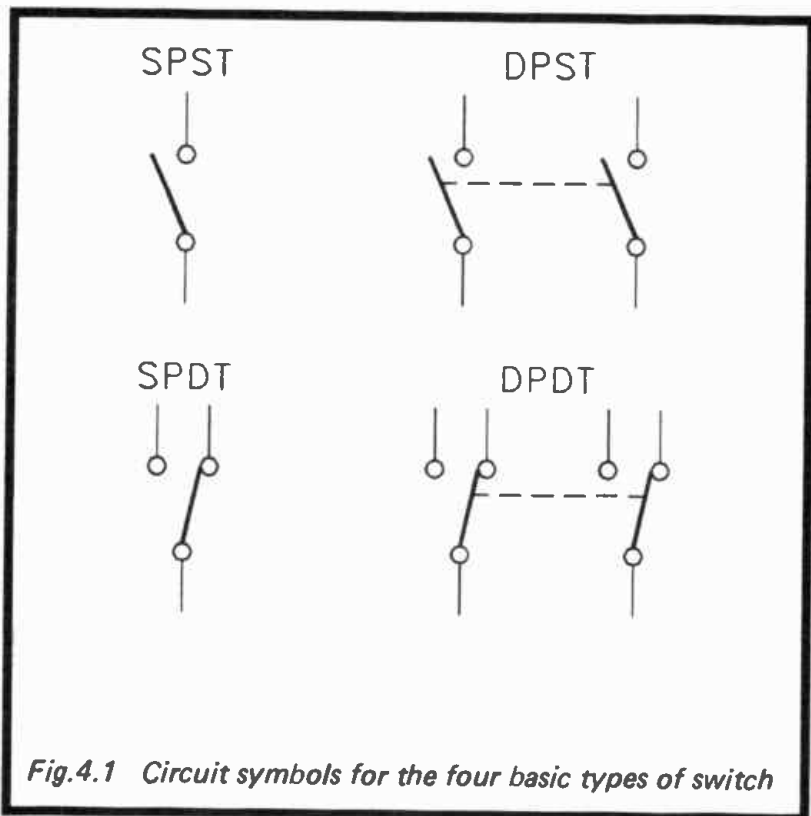 SPST
DPST
SPDT
DPDT
Fig.4.1 Circuit symbols for the four basic types of switch